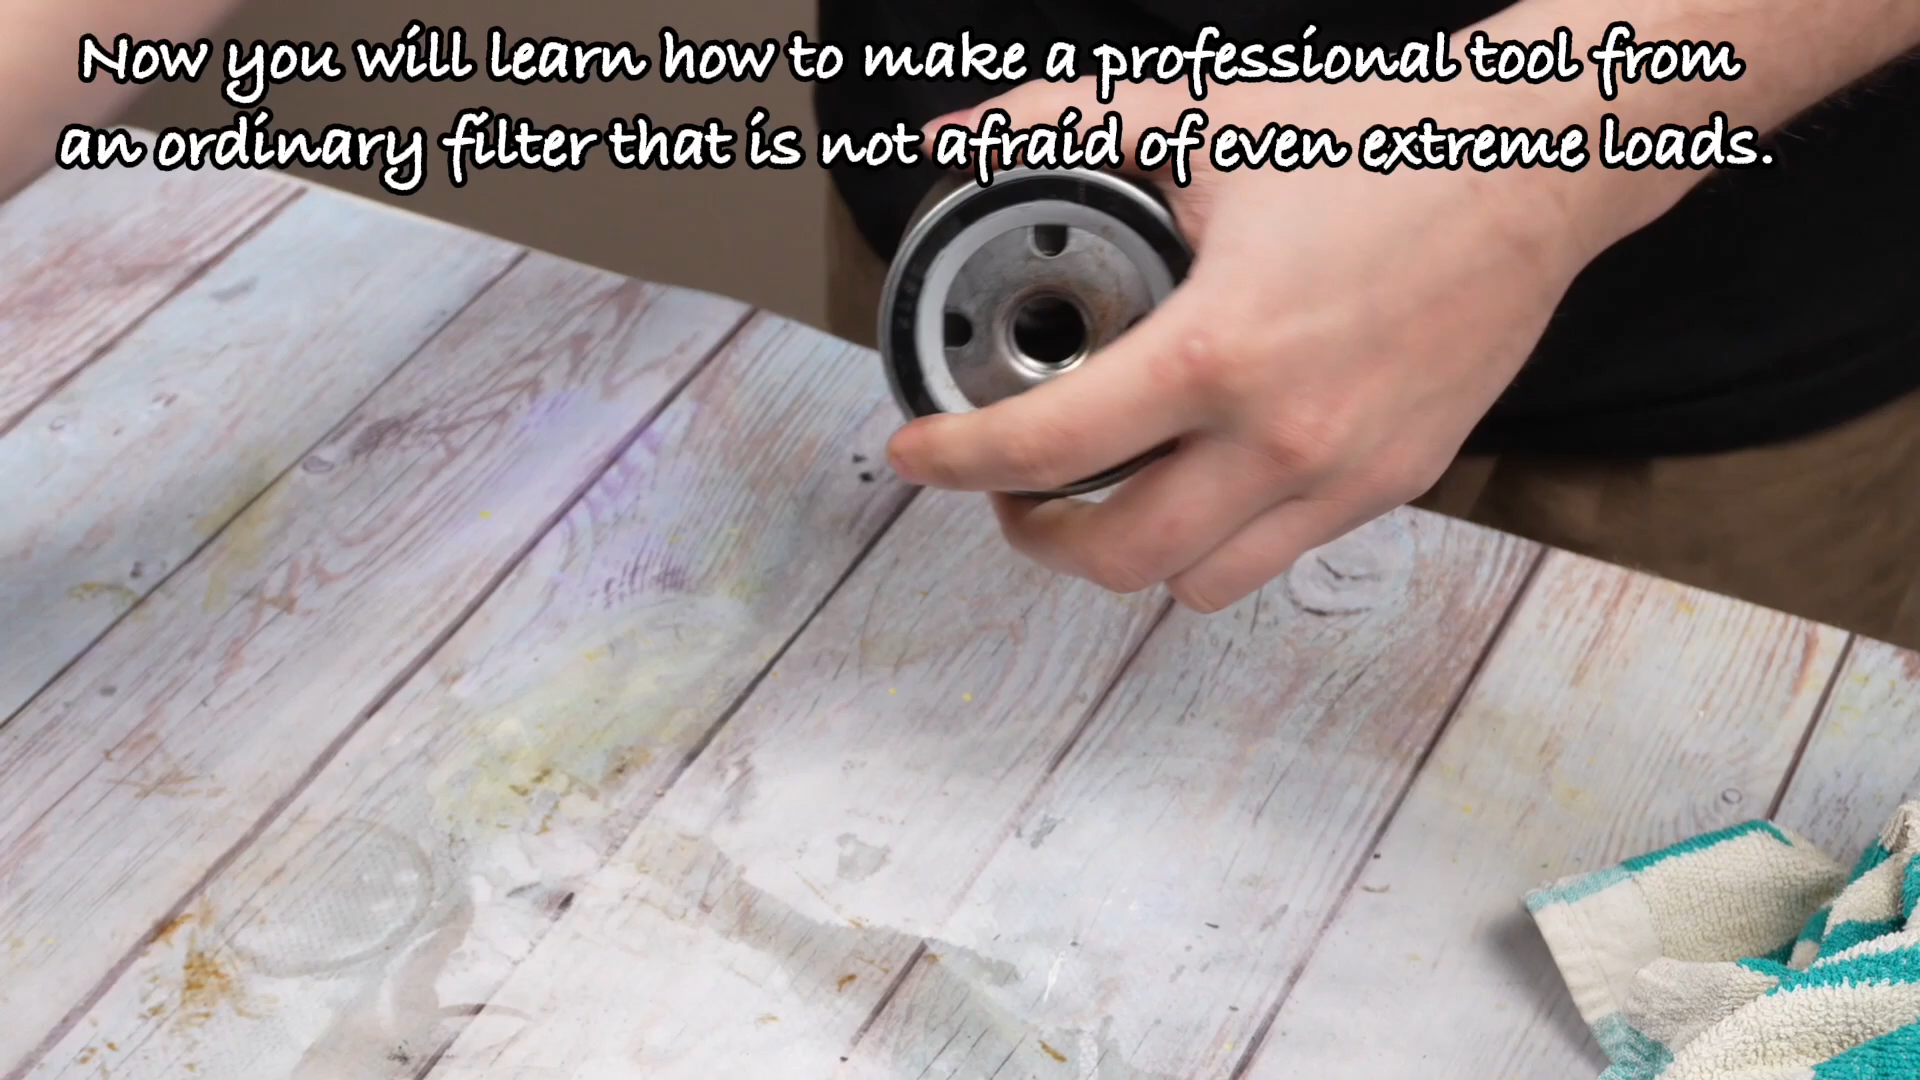 Now you will learn how to make a professional tool from
an ordinary filter that is not afraid of even extreme loads.